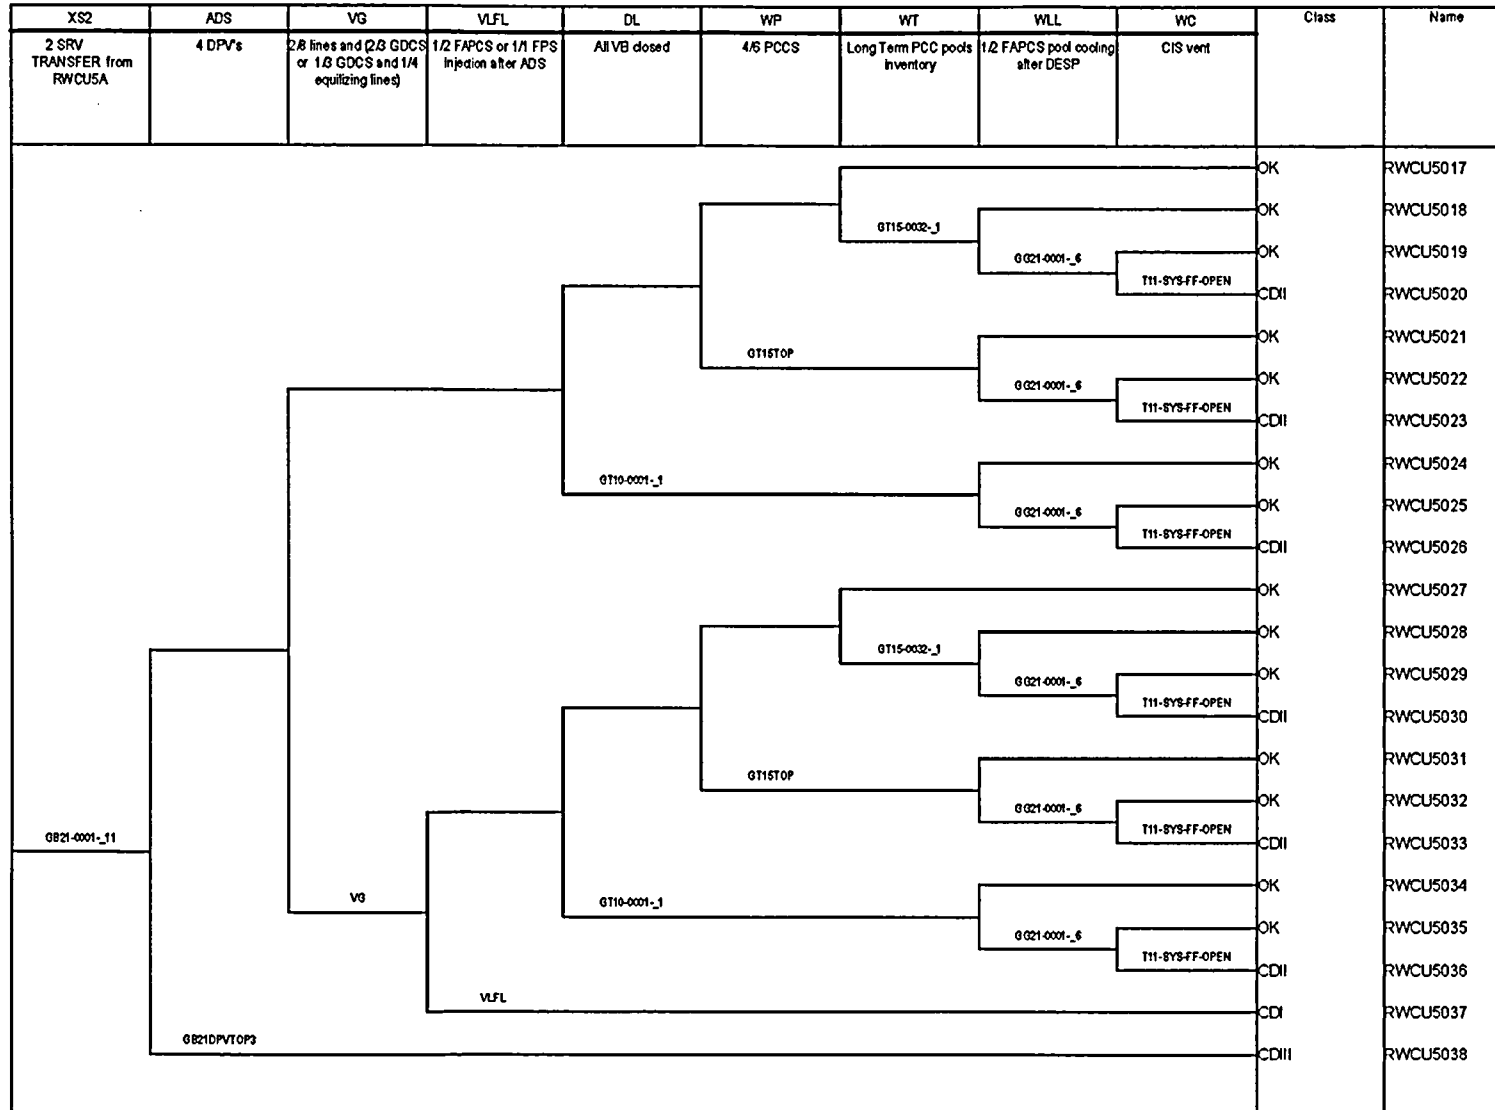 XS2 ADS VG VLFL DL WP WT WLL WC Class Name
2 SRV TRANSFER from RWCU5A
4 DPV's
2/8 lines and (2/3 GDCS or 1/3 GDCS and 1/4 equilizing lines)
1/2 FAPCS or 1/1 FPS Injection after ADS
All VB closed
4/6 PCCS
Long Term PCC pools inventory
1/2 FAPCS pool cooling after DESP
CIS vent
OK RWCU5017
OK RWCU5018
GT15-0032-_1
OK RWCU5019
GG21-0001-_6
T11-SYS-FF-OPEN
CDII RWCU5020
OK RWCU5021
GT15TOP
OK RWCU5022
GG21-0001-_6
T11-SYS-FF-OPEN
CDII RWCU5023
OK RWCU5024
GT10-0001-_1
OK RWCU5025
GG21-0001-_6
T11-SYS-FF-OPEN
CDII RWCU5026
OK RWCU5027
OK RWCU5028
GT15-0032-_1
OK RWCU5029
GG21-0001-_6
T11-SYS-FF-OPEN
CDII RWCU5030
OK RWCU5031
GT15TOP
OK RWCU5032
GG21-0001-_6
T11-SYS-FF-OPEN
GB21-0001-_11
CDII RWCU5033
OK RWCU5034
VG
GT10-0001-_1
OK RWCU5035
GG21-0001-_6
T11-SYS-FF-OPEN
CDII RWCU5036
VLFL
CDI RWCU5037
GB21DPVTOP3
CDIII RWCU5038